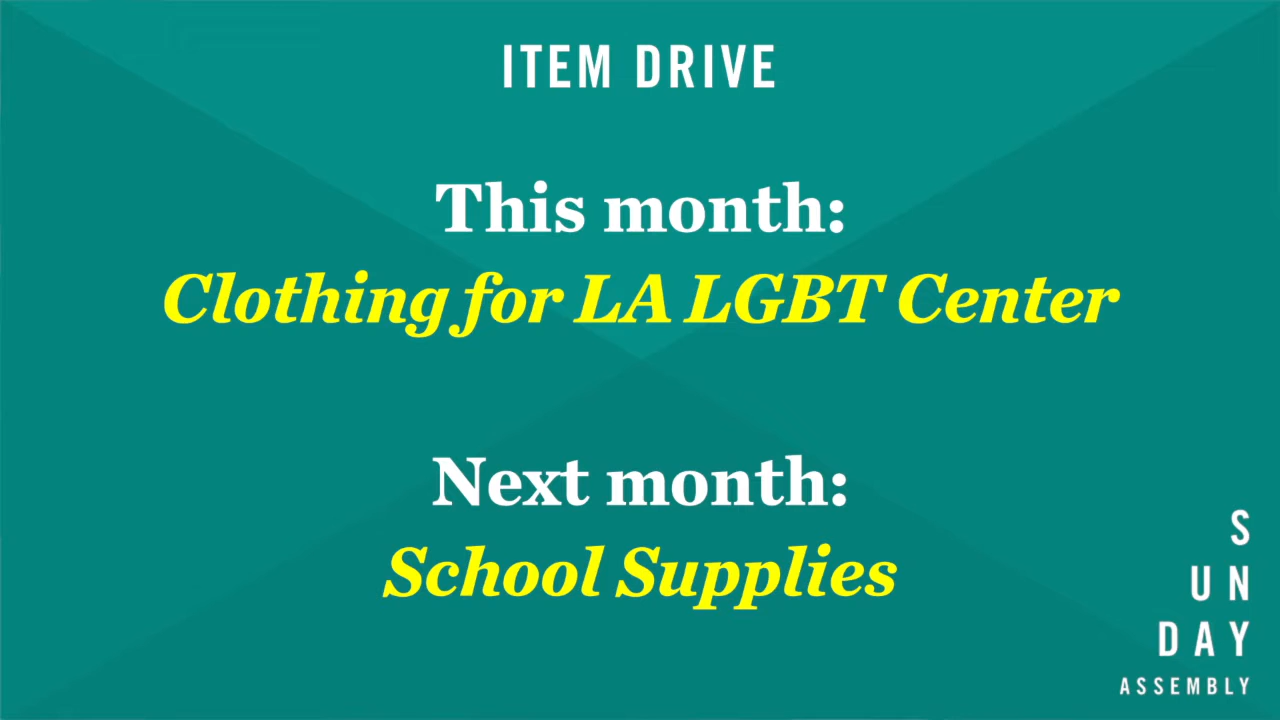 ITEM DRIVE
This month:
Clothing for LA LGBT Center
Next month:
School Supplies
S
UN
DAY
ASSEMBLY